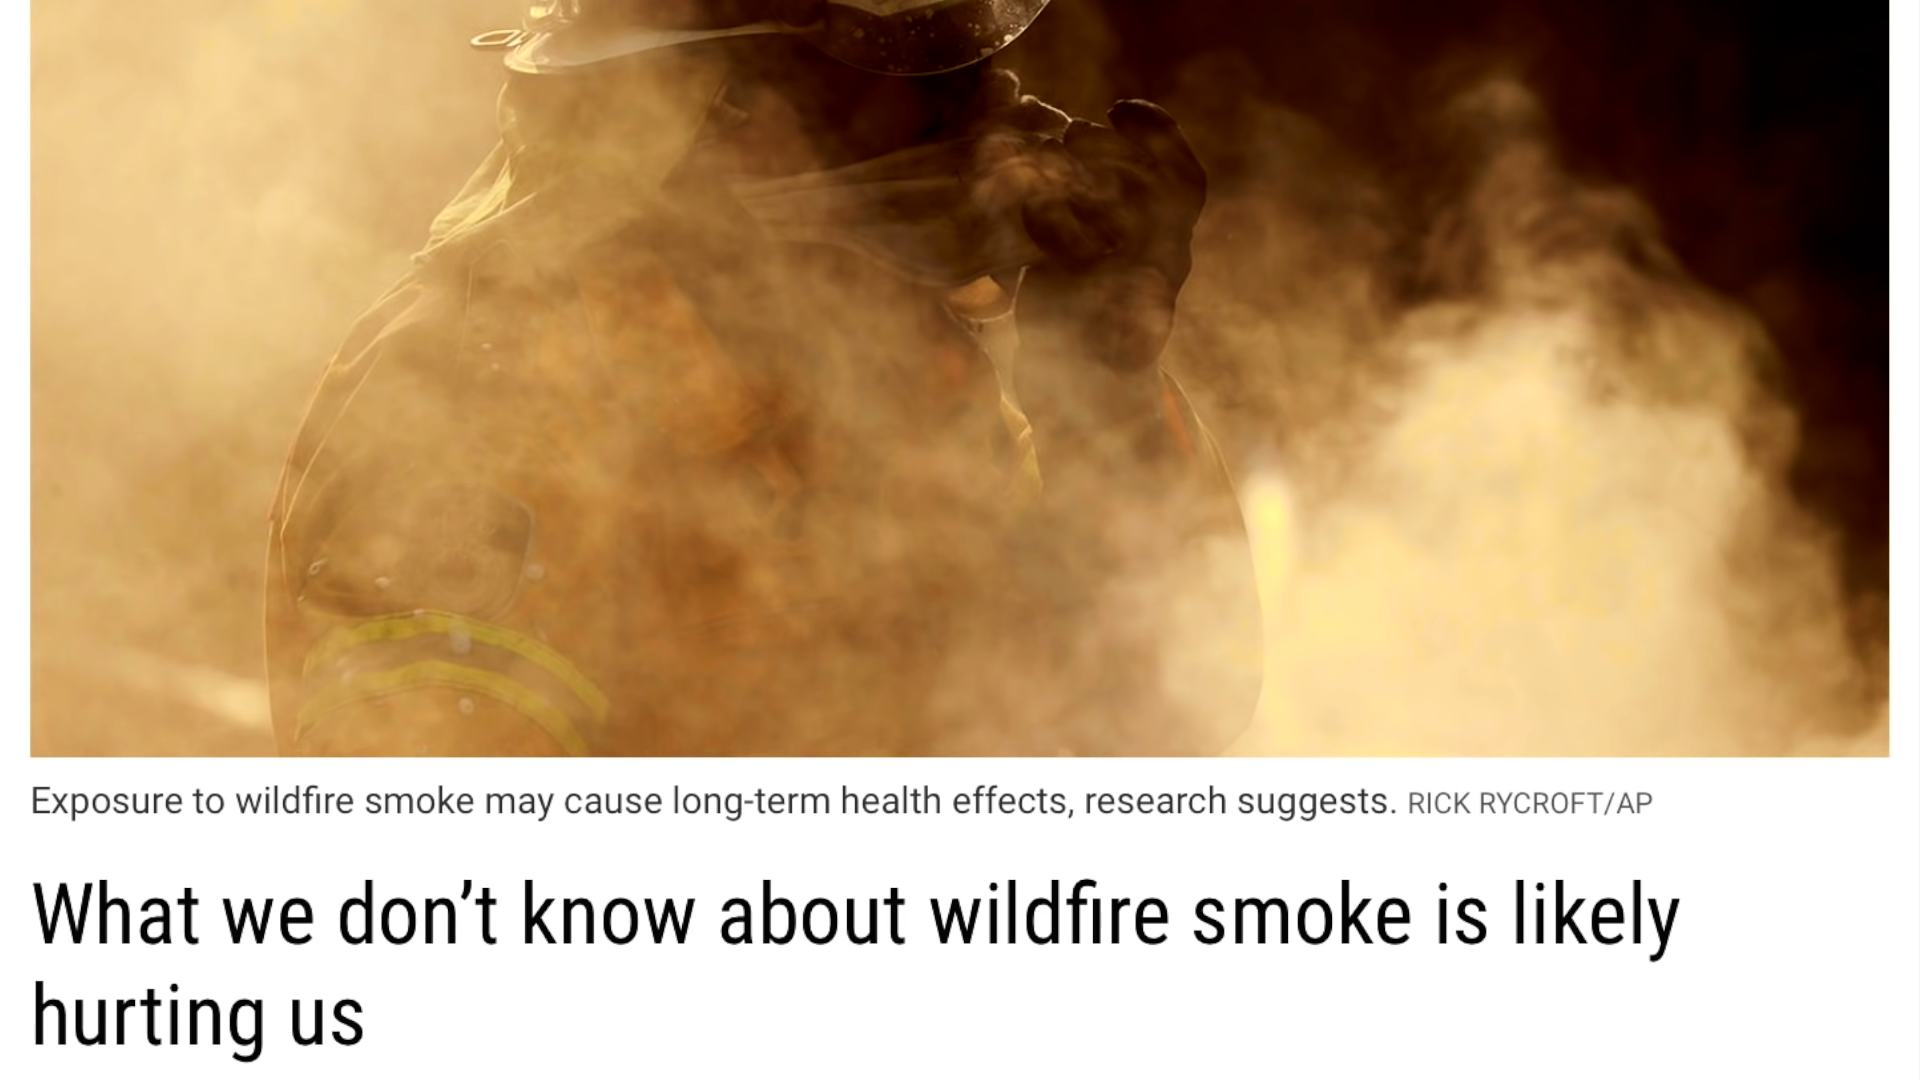 Exposure to wildfire smoke may cause long-term health effects, research suggests. RICK RYCROFT/AP
What we don’t know about wildfire smoke is likely
hurting us